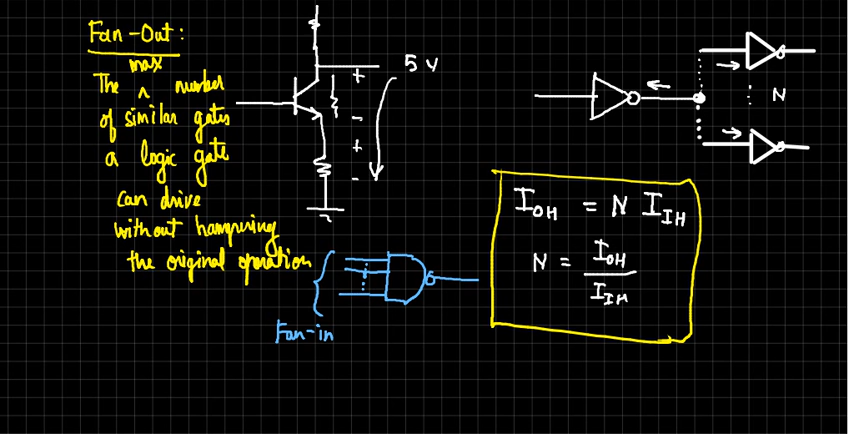 Fan-Out:
max
The ^ number
of similar gates
a logic gate
can drive
without hampering
the original operation
+
5 V
-
+
-
Fan-in
N
I_OH = N I_IH
N = I_OH / I_IH